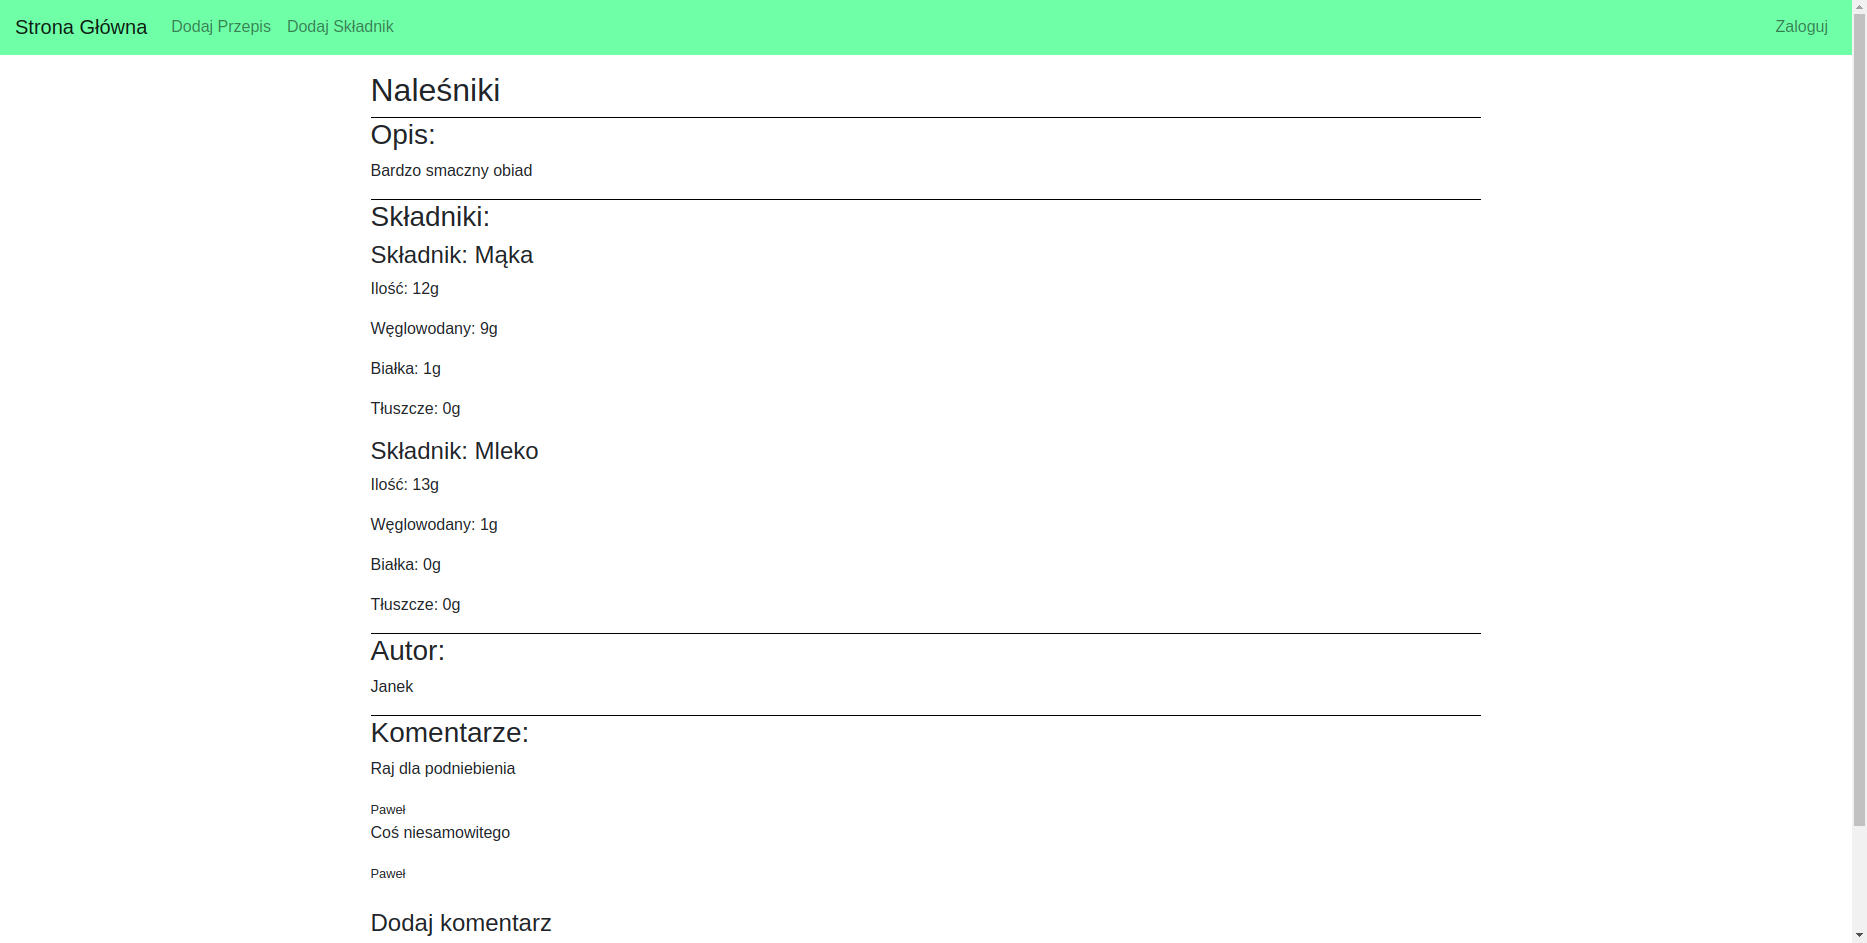 Strona Główna Dodaj Przepis Dodaj Składnik Zaloguj
Naleśniki
Opis:
Bardzo smaczny obiad
Składniki:
Składnik: Mąka
Ilość: 12g
Węglowodany: 9g
Białka: 1g
Tłuszcze: 0g
Składnik: Mleko
Ilość: 13g
Węglowodany: 1g
Białka: 0g
Tłuszcze: 0g
Autor:
Janek
Komentarze:
Raj dla podniebienia
Paweł
Coś niesamowitego
Paweł
Dodaj komentarz